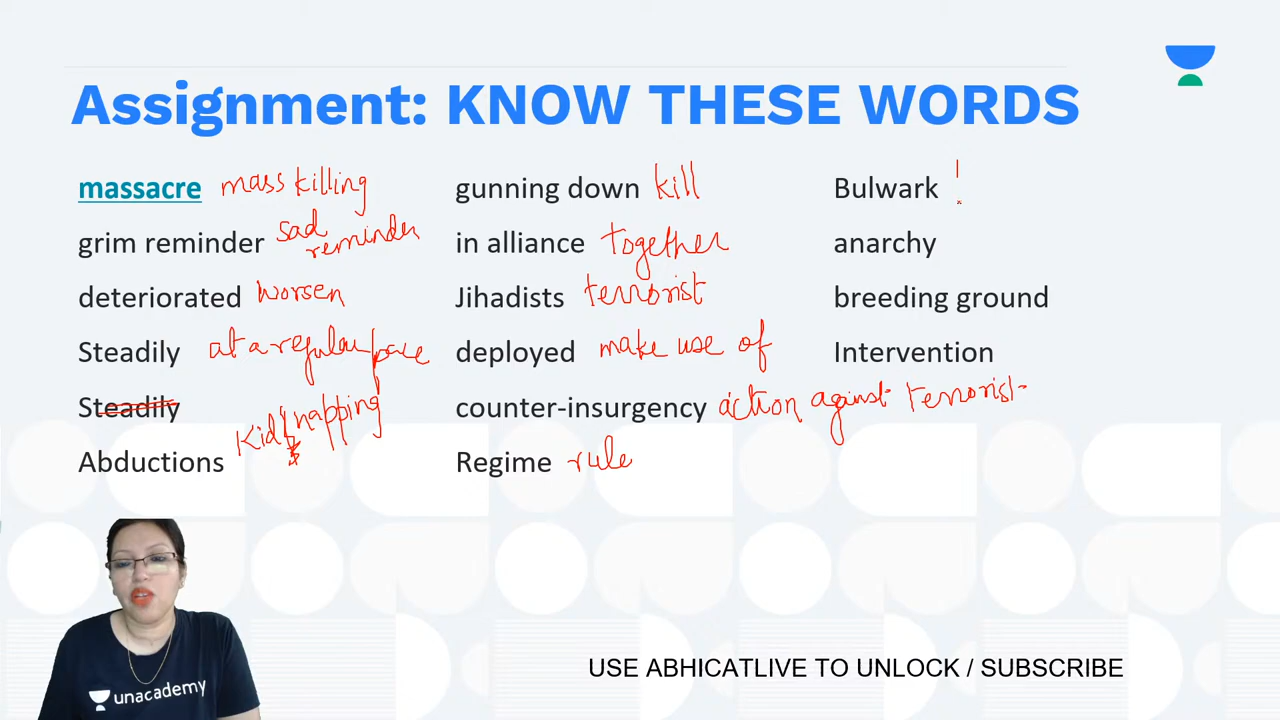 Assignment: KNOW THESE WORDS
massacre mass killing
grim reminder sad reminder
deteriorated worsen
Steadily at a regular pace
Steadily
Abductions Kidnapping
gunning down kill
in alliance together
Jihadists terrorist
deployed make use of
counter-insurgency action against terrorist
Regime rule
Bulwark
anarchy
breeding ground
Intervention
unacademy
USE ABHICATLIVE TO UNLOCK / SUBSCRIBE